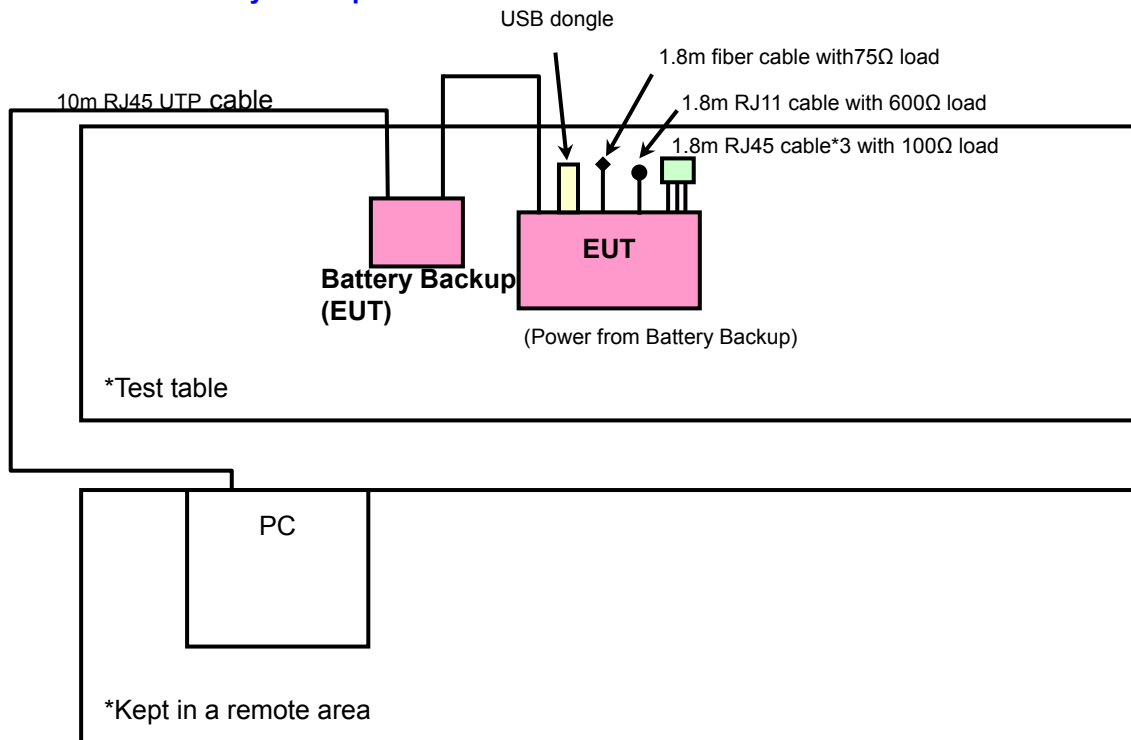 USB dongle
1.8m fiber cable with75Ω load
10m RJ45 UTP cable
1.8m RJ11 cable with 600Ω load
1.8m RJ45 cable*3 with 100Ω load
EUT
Battery Backup
(EUT)
(Power from Battery Backup)
*Test table
PC
*Kept in a remote area